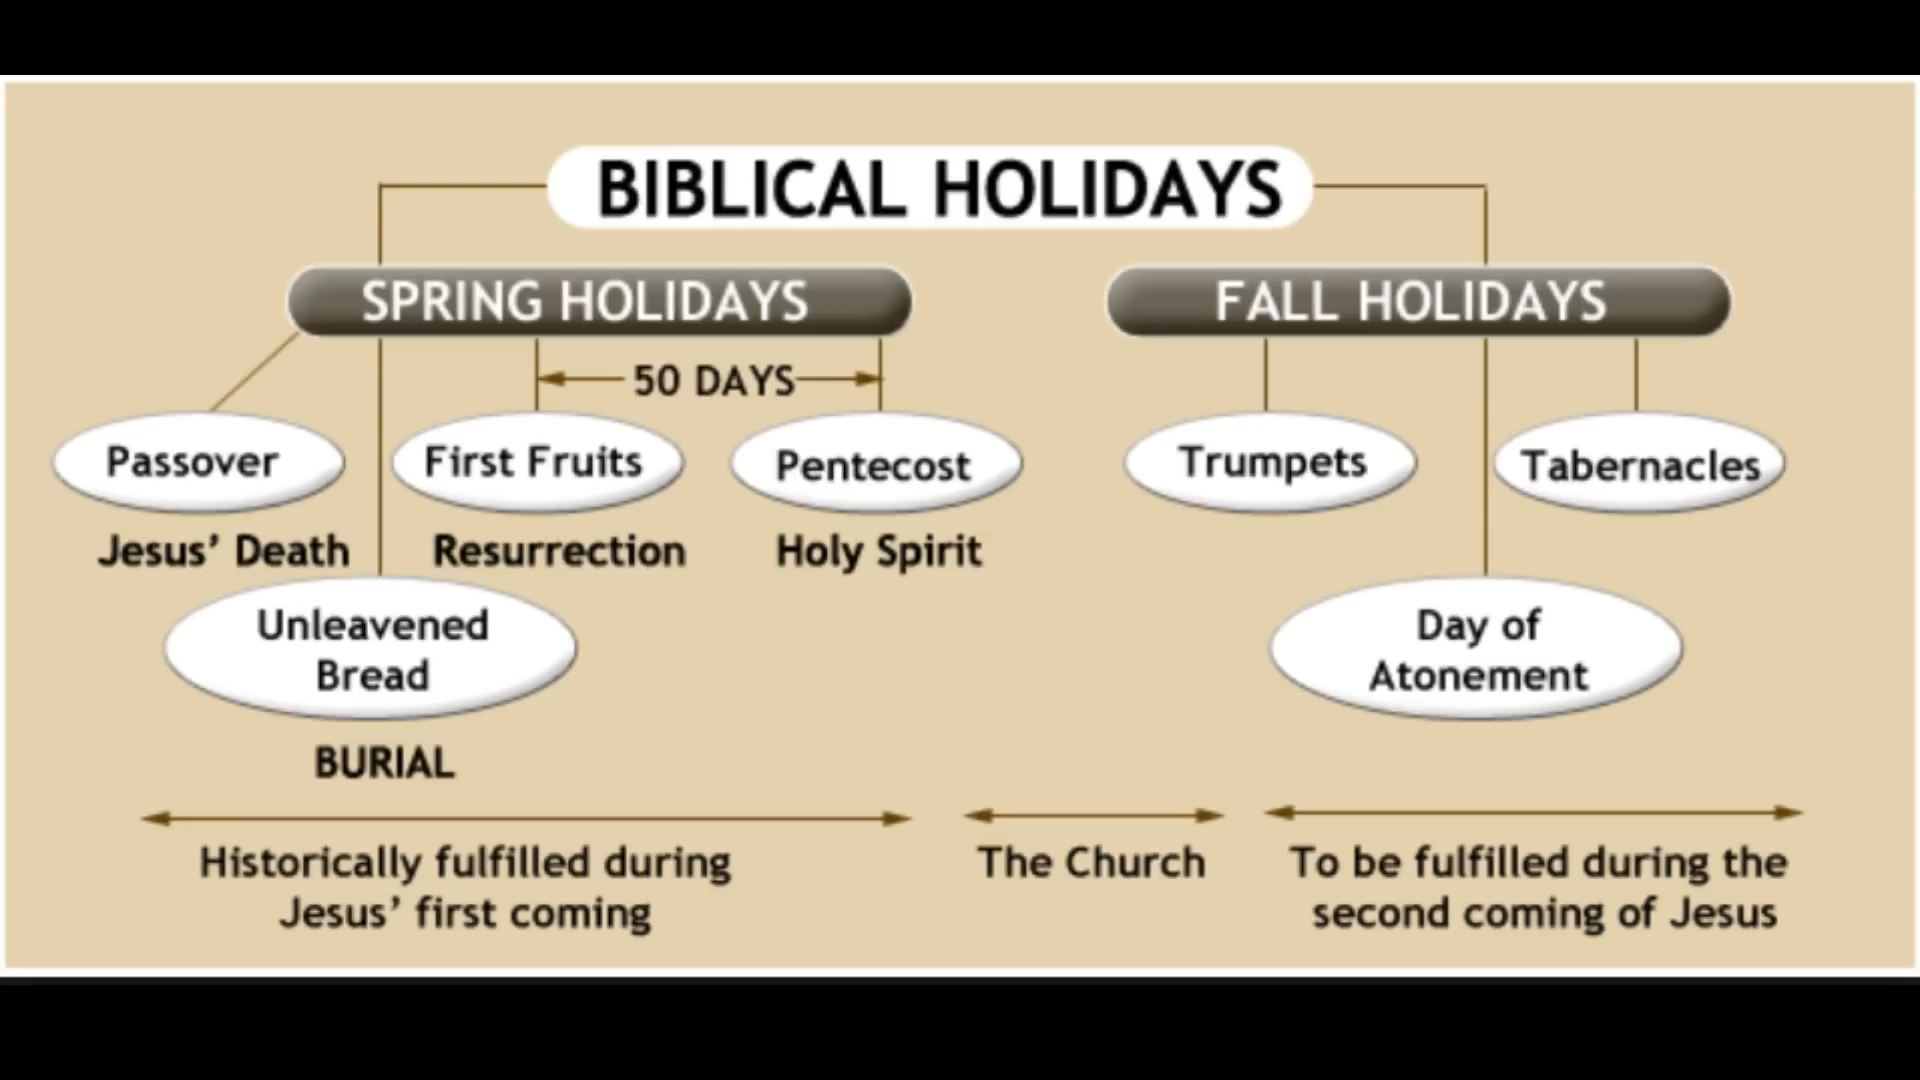 BIBLICAL HOLIDAYS
SPRING HOLIDAYS
FALL HOLIDAYS
50 DAYS
Passover
First Fruits
Pentecost
Trumpets
Tabernacles
Jesus’ Death
Resurrection
Holy Spirit
Unleavened
Bread
Day of
Atonement
BURIAL
Historically fulfilled during
Jesus’ first coming
The Church
To be fulfilled during the
second coming of Jesus